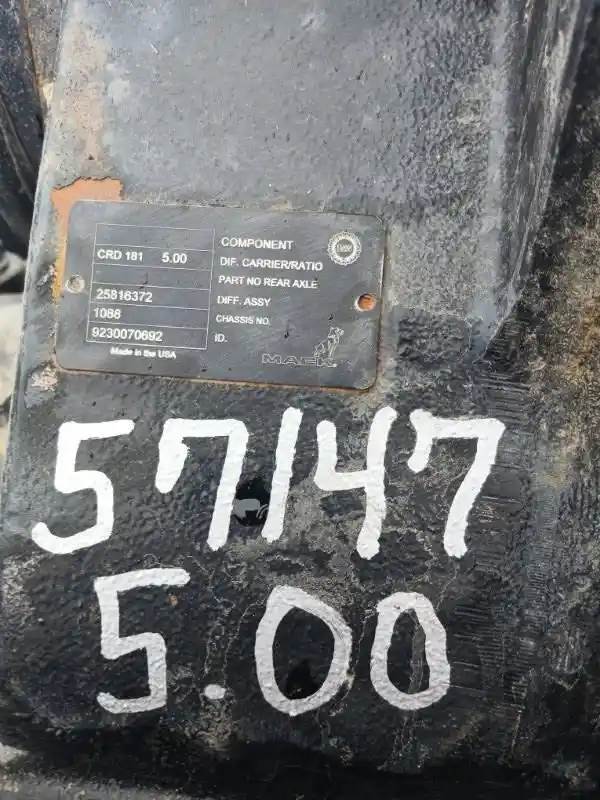 COMPONENT
CRD 181 5.00 DIF. CARRIER/RATIO
PART NO REAR AXLE
25816372 DIFF. ASSY
1086 CHASSIS NO.
9230070692 ID.
Made in the USA
MACK
57147
5.00